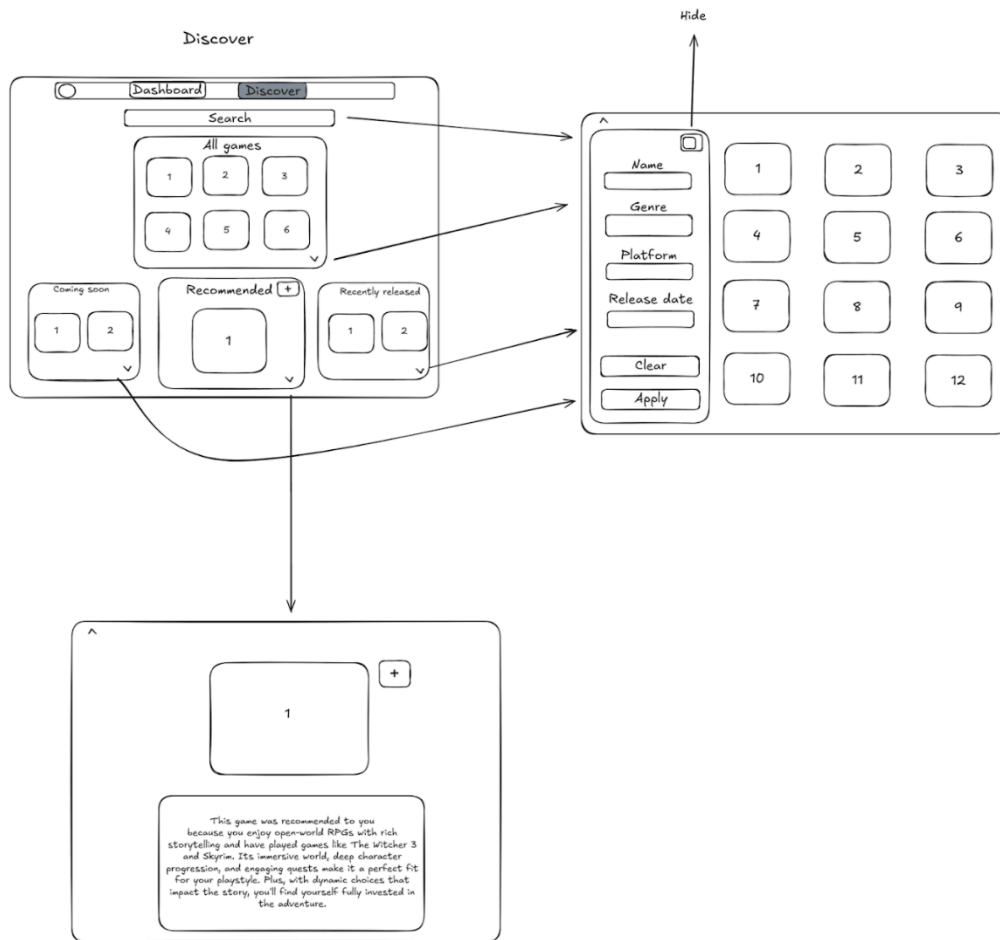 Hide
Discover
Dashboard
Discover
Search
All games
1
2
3
4
5
6
Coming soon
1
2
Recommended
+
1
Recently released
1
2
Name
Genre
Platform
Release date
Clear
Apply
1
2
3
4
5
6
7
8
9
10
11
12
1
+
This game was recommended to you
because you enjoy open-world RPGs with rich
storytelling and have played games like The Witcher 3
and Skyrim. Its immersive world, deep character
progression, and engaging quests make it a perfect fit
for your playstyle. Plus, with dynamic choices that
impact the story, you'll find yourself fully invested in
the adventure.